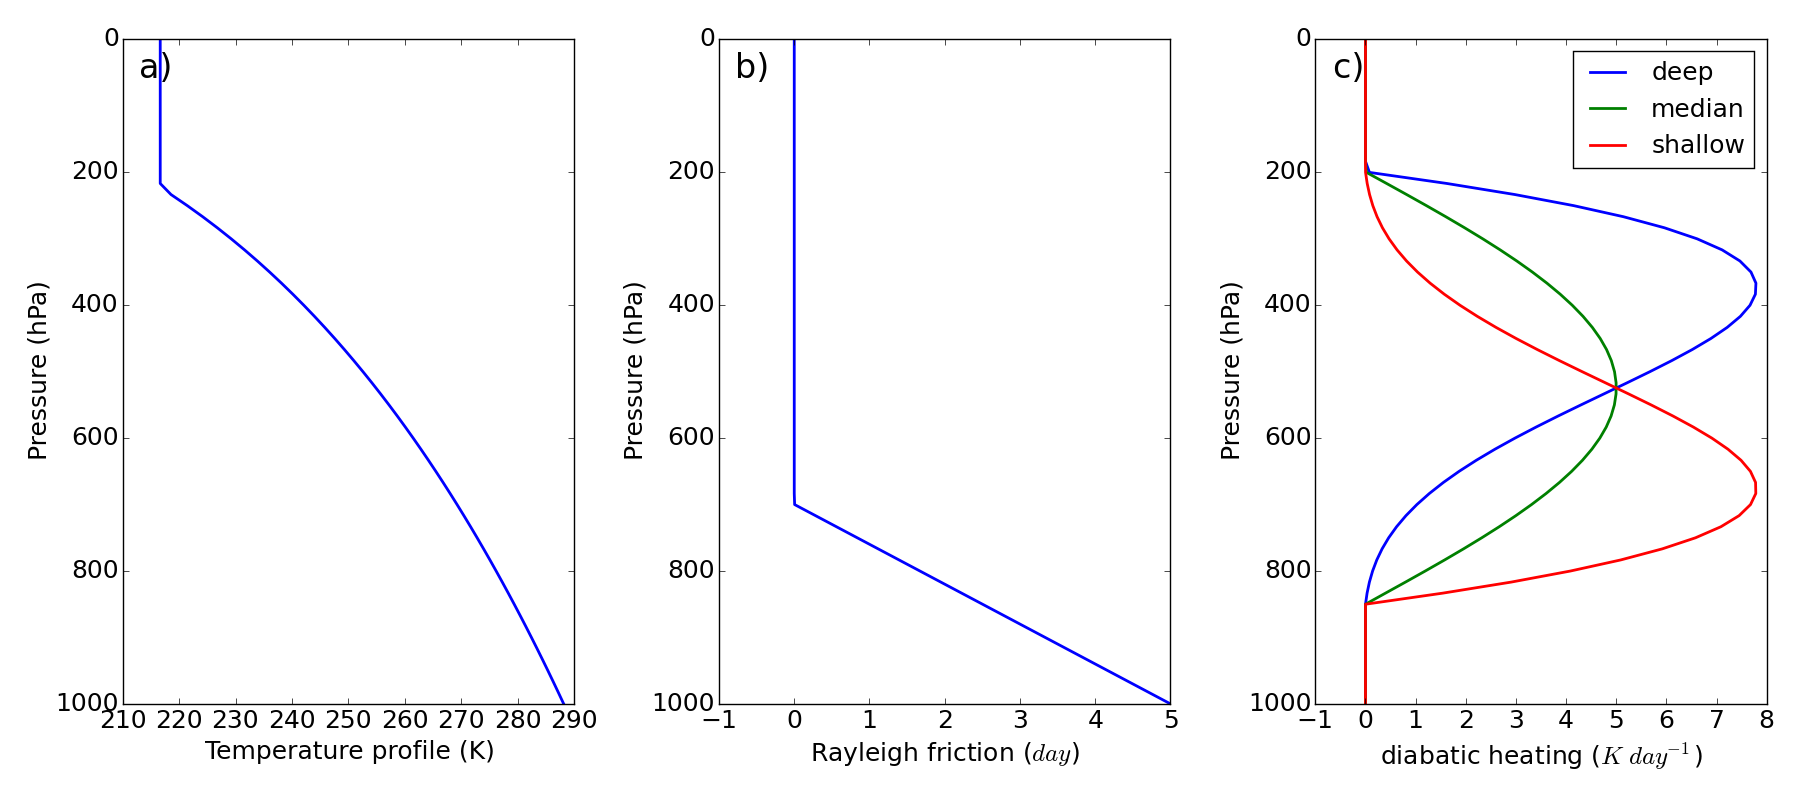 a)
0
200
400
600
800
1000
210 220 230 240 250 260 270 280 290
Pressure (hPa)
Temperature profile (K)
b)
0
200
400
600
800
1000
−1 0 1 2 3 4 5
Pressure (hPa)
Rayleigh friction (day)
c)
deep
median
shallow
0
200
400
600
800
1000
−1 0 1 2 3 4 5 6 7 8
Pressure (hPa)
diabatic heating (K day⁻¹)